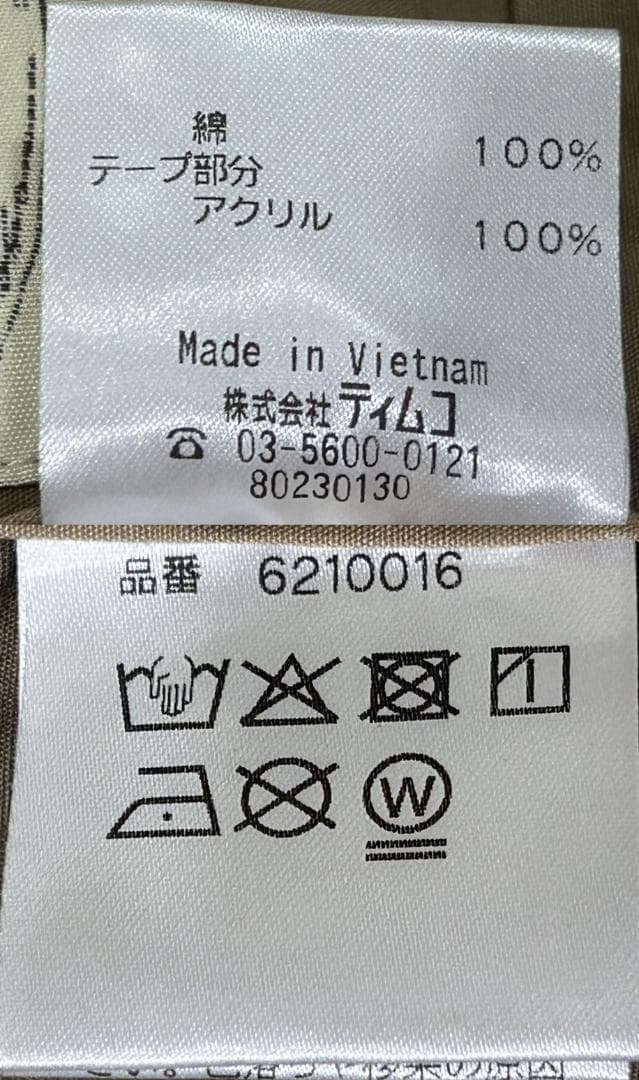 綿 100%
テープ部分
アクリル 100%
Made in Vietnam
株式会社ティムコ
☎ 03-5600-0121
80230130
品番 6210016
W